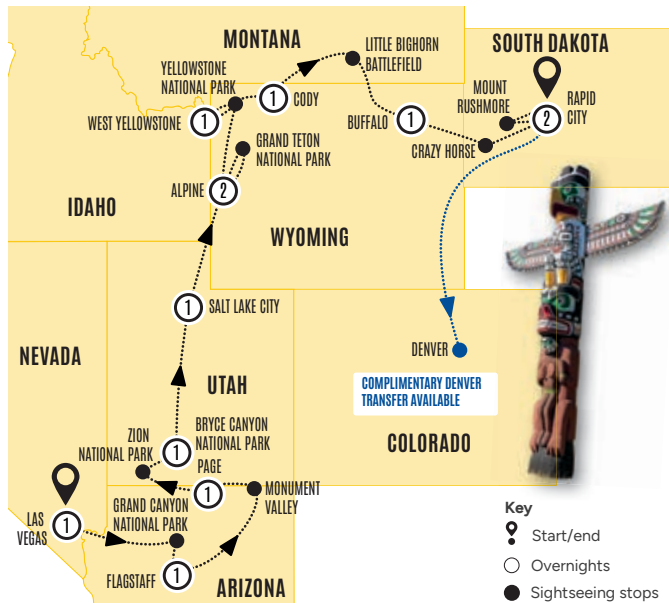 MONTANA
LITTLE BIGHORN
BATTLEFIELD
SOUTH DAKOTA
YELLOWSTONE
NATIONAL PARK
MOUNT
RUSHMORE
RAPID
CITY
2
1
CODY
WEST YELLOWSTONE
1
BUFFALO
1
CRAZY HORSE
GRAND TETON
NATIONAL PARK
ALPINE
2
IDAHO
WYOMING
1
SALT LAKE CITY
NEVADA
DENVER
COMPLIMENTARY DENVER
TRANSFER AVAILABLE
UTAH
COLORADO
BRYCE CANYON
NATIONAL PARK
1
ZION
NATIONAL PARK
PAGE
1
MONUMENT
VALLEY
GRAND CANYON
NATIONAL PARK
LAS
VEGAS
1
FLAGSTAFF
1
ARIZONA
Key
Start/end
Overnights
Sightseeing stops